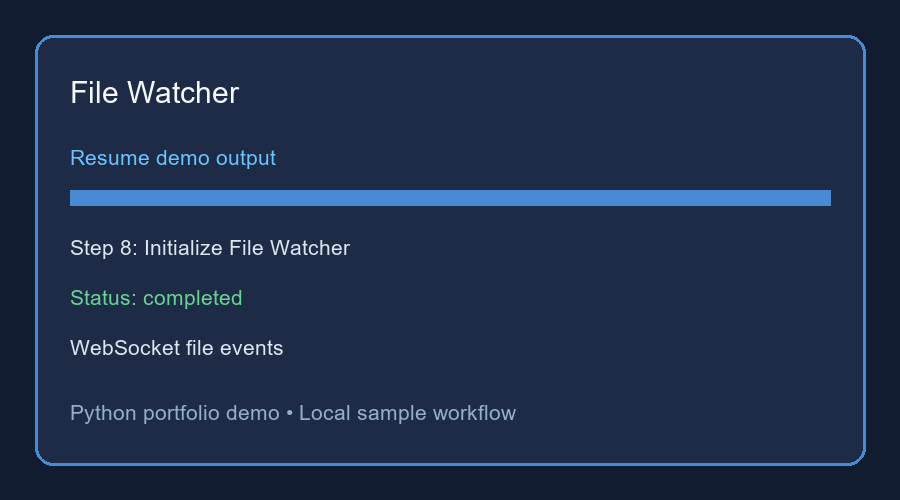 File Watcher
Resume demo output
Step 8: Initialize File Watcher
Status: completed
WebSocket file events
Python portfolio demo • Local sample workflow